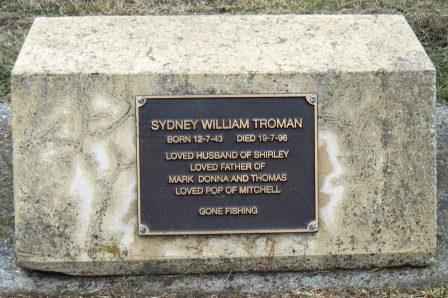 SYDNEY WILLIAM TROMAN
BORN 12-7-43 DIED 19-7-96
LOVED HUSBAND OF SHIRLEY
LOVED FATHER OF
MARK DONNA AND THOMAS
LOVED POP OF MITCHELL
GONE FISHING